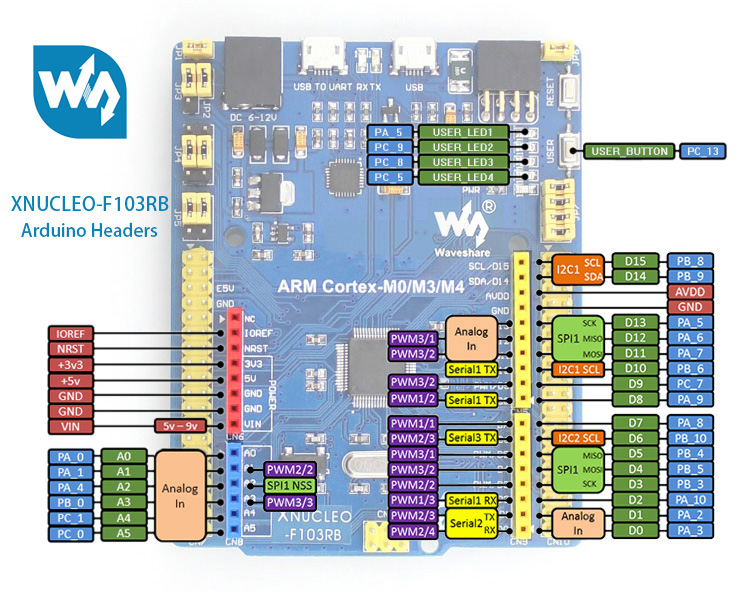 JP1
JP3
JP2
JP4
JP5
DC 6-12V
USB TO UART RX TX
USB
JP6
RESET
USER
PA_5 USER_LED1
PC_9 USER_LED2
PC_8 USER_LED3
PC_5 USER_LED4
USER_BUTTON PC_13
PWR
JP7
XNUCLEO-F103RB
Arduino Headers
®
Waveshare
ARM Cortex-M0/M3/M4
E5V
GND
NC
IOREF IOREF
NRST NRST
+3v3 3V3
+5v 5V
GND GND
GND GND
VIN 5v-9v VIN
POWER
CN6
SCL/D15 I2C1 SCL D15 PB_8
SDA/D14 SDA D14 PB_9
AVDD AVDD
GND GND
PWM3/1 Analog In SPI1 SCK D13 PA_5
PWM3/2 MISO D12 PA_6
MOSI D11 PA_7
Serial1 TX I2C1 SCL D10 PB_6
PWM3/2 D9 PC_7
PWM1/2 Serial1 TX D8 PA_9
PWM1/1 D7 PA_8
PWM2/3 Serial3 TX I2C2 SCL D6 PB_10
PWM3/1 SPI1 MISO D5 PB_4
PWM3/2 MOSI D4 PB_5
PWM2/2 SCK D3 PB_3
PWM1/3 Serial1 RX D2 PA_10
PWM2/3 Serial2 TX Analog In D1 PA_2
PWM2/4 RX D0 PA_3
PA_0 A0 Analog In A0
PA_1 A1 PWM2/2
PA_4 A2 SPI1 NSS
PB_0 A3 PWM3/3
PC_1 A4 A4
PC_0 A5 A5
XNUCLEO
-F103RB
CN8
CN9
CN10